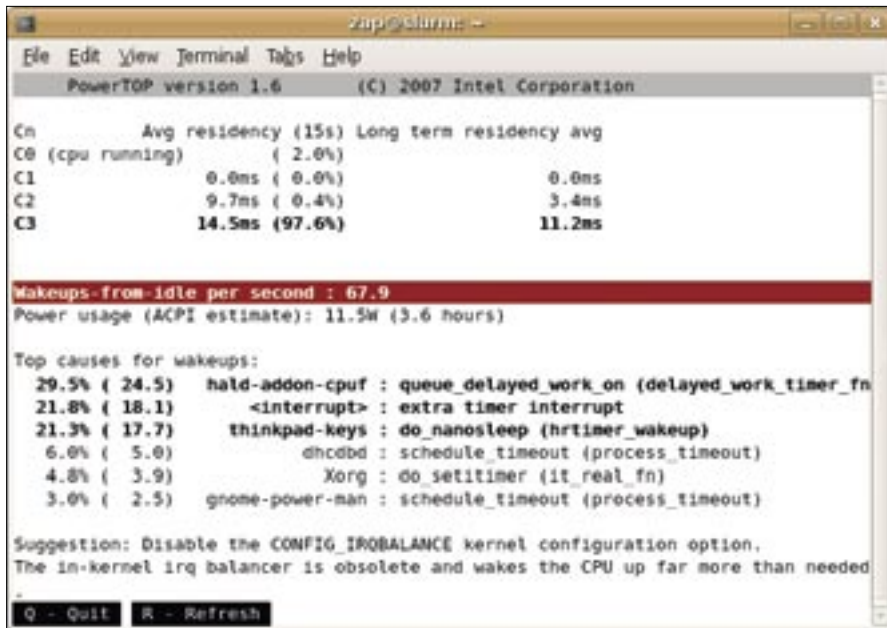 zap@slurm: ~
File Edit View Terminal Tabs Help
PowerTOP version 1.6 (C) 2007 Intel Corporation
Cn Avg residency (15s) Long term residency avg
C0 (cpu running) ( 2.0%)
C1 0.0ms ( 0.0%) 0.0ms
C2 9.7ms ( 0.4%) 3.4ms
C3 14.5ms (97.6%) 11.2ms
Wakeups-from-idle per second : 67.9
Power usage (ACPI estimate): 11.5W (3.6 hours)
Top causes for wakeups:
29.5% ( 24.5) hald-addon-cpuf : queue_delayed_work_on (delayed_work_timer_fn
21.8% ( 18.1) <interrupt> : extra timer interrupt
21.3% ( 17.7) thinkpad-keys : do_nanosleep (hrtimer_wakeup)
6.0% ( 5.0) dhcdbd : schedule_timeout (process_timeout)
4.8% ( 3.9) Xorg : do_setitimer (it_real_fn)
3.0% ( 2.5) gnome-power-man : schedule_timeout (process_timeout)
Suggestion: Disable the CONFIG_IRQBALANCE kernel configuration option.
The in-kernel irq balancer is obsolete and wakes the CPU up far more than needed
.
Q - Quit R - Refresh